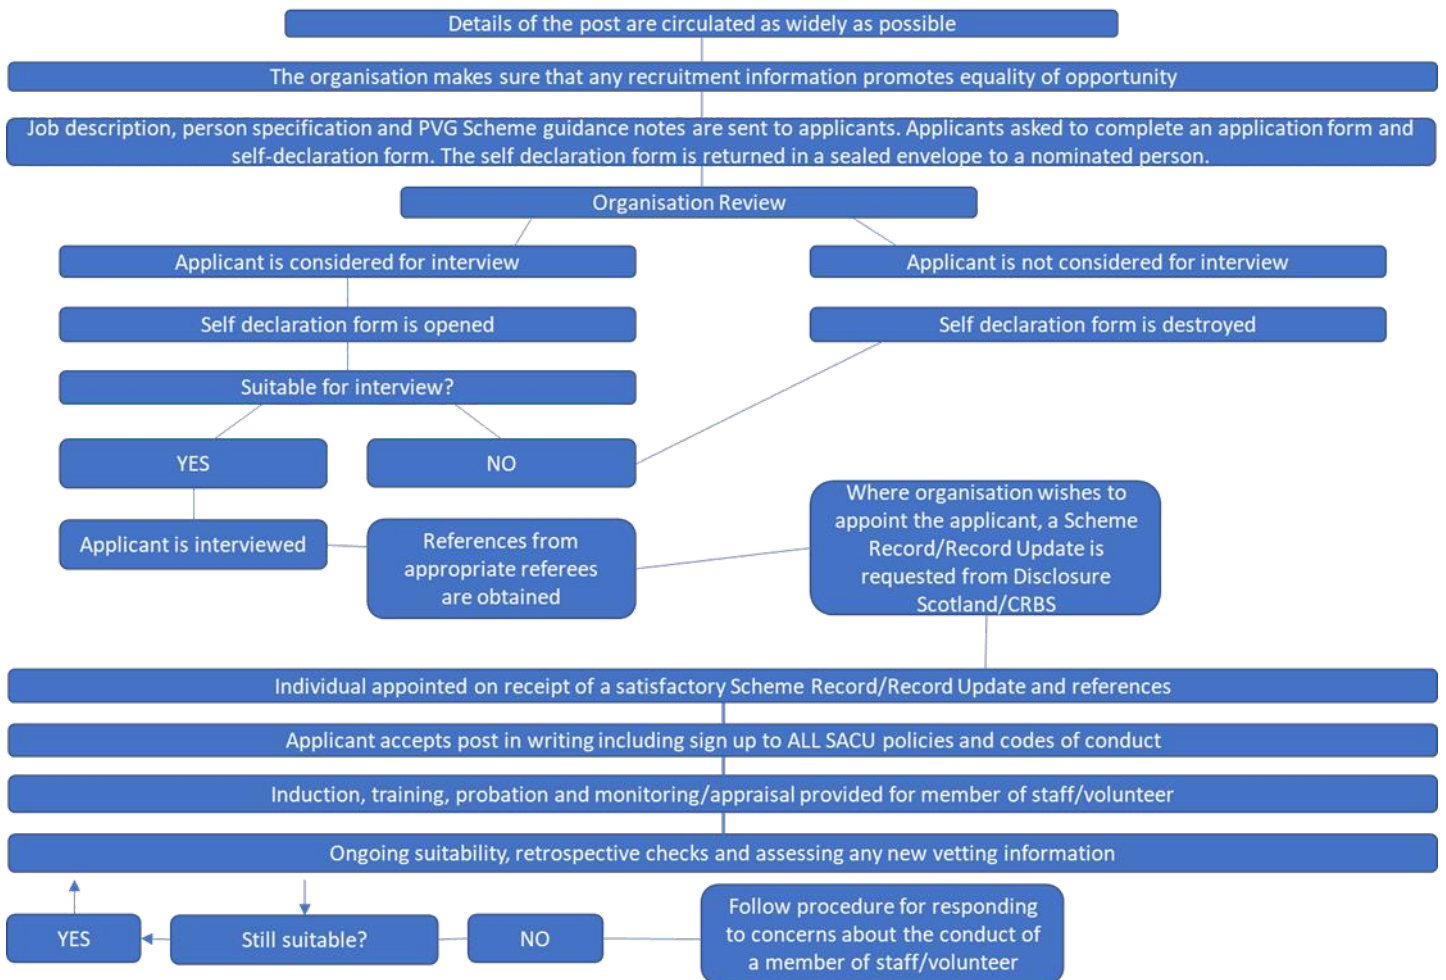 Details of the post are circulated as widely as possible
The organisation makes sure that any recruitment information promotes equality of opportunity
Job description, person specification and PVG Scheme guidance notes are sent to applicants. Applicants asked to complete an application form and
self-declaration form. The self declaration form is returned in a sealed envelope to a nominated person.
Organisation Review
Applicant is considered for interview
Applicant is not considered for interview
Self declaration form is opened
Self declaration form is destroyed
Suitable for interview?
YES
NO
Applicant is interviewed
References from
appropriate referees
are obtained
Where organisation wishes to
appoint the applicant, a Scheme
Record/Record Update is
requested from Disclosure
Scotland/CRBS
Individual appointed on receipt of a satisfactory Scheme Record/Record Update and references
Applicant accepts post in writing including sign up to ALL SACU policies and codes of conduct
Induction, training, probation and monitoring/appraisal provided for member of staff/volunteer
Ongoing suitability, retrospective checks and assessing any new vetting information
YES
Still suitable?
NO
Follow procedure for responding
to concerns about the conduct of
a member of staff/volunteer